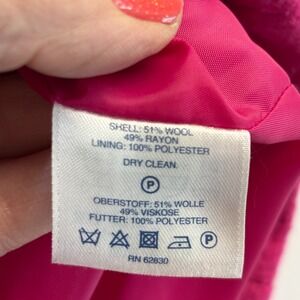 SHELL: 51% WOOL
49% RAYON
LINING: 100% POLYESTER
DRY CLEAN.
P
OBERSTOFF: 51% WOLLE
49% VISKOSE
FUTTER: 100% POLYESTER
P
RN 62830